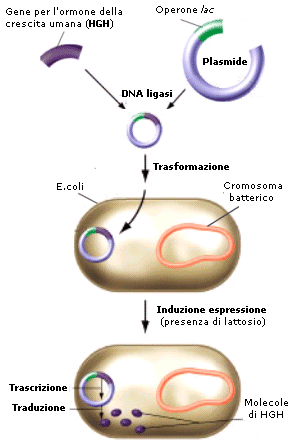 Gene per l'ormone della
crescita umana (HGH)
Operone lac
Plasmide
DNA ligasi
Trasformazione
E.coli
Cromosoma
batterico
Induzione espressione
(presenza di lattosio)
Trascrizione
Traduzione
Molecole
di HGH